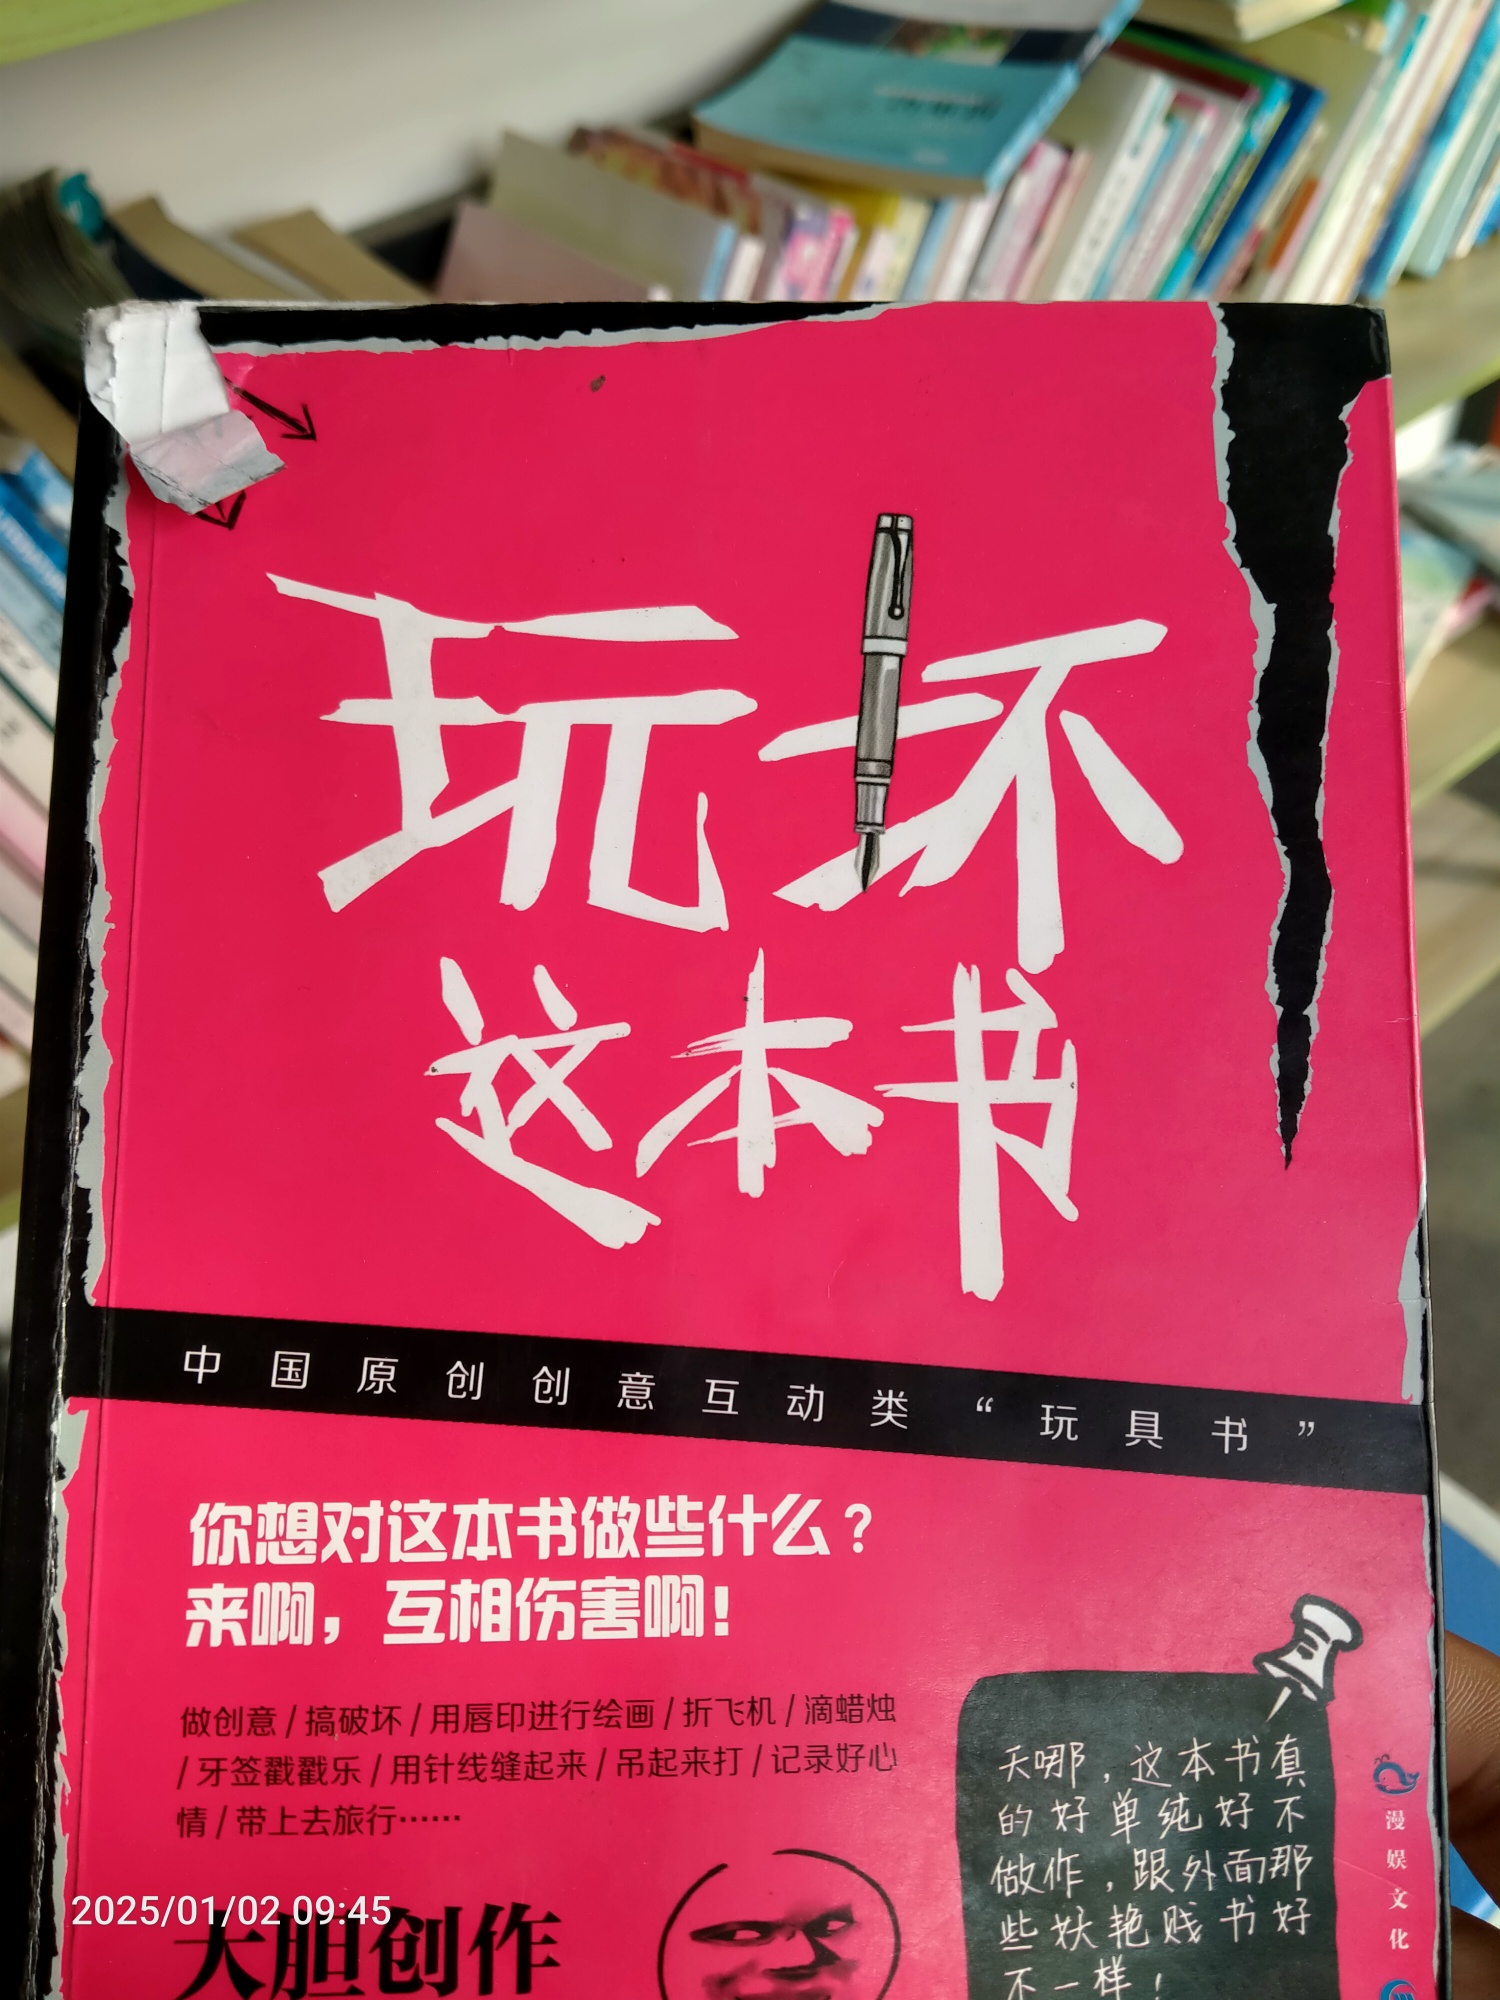 玩坏
这本书
中国原创创意互动类“玩具书”
你想对这本书做些什么？
来啊，互相伤害啊！
做创意 / 搞破坏 / 用唇印进行绘画 / 折飞机 / 滴蜡烛
/ 牙签戳戳乐 / 用针线缝起来 / 吊起来打 / 记录好心
情 / 带上去旅行……
天哪，这本书真
的好单纯好不
做作，跟外面那
些妖艳贱书好
不一样！
漫娱文化
大胆创作
2025/01/02 09:45